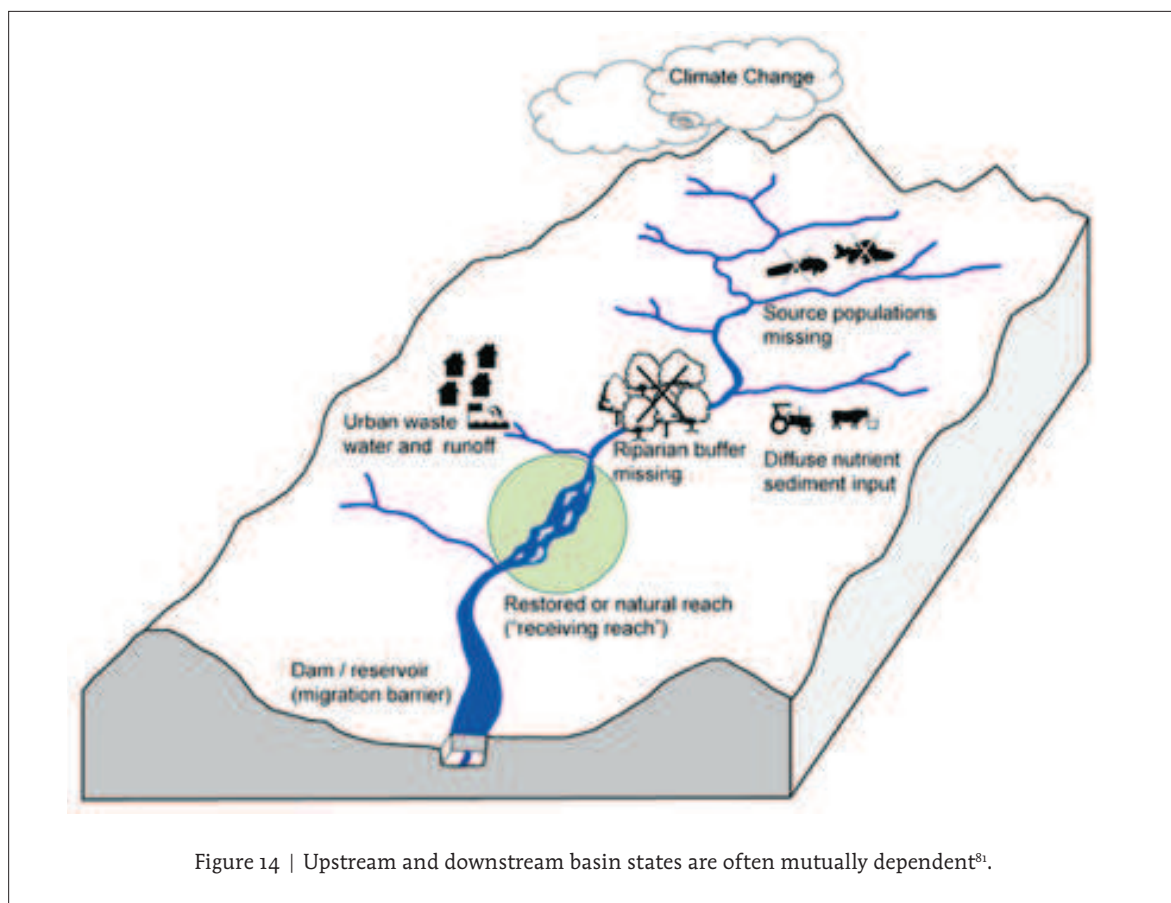 Climate Change
Source populations
missing
Urban waste
water and runoff
Riparian buffer
missing
Diffuse nutrient
sediment input
Restored or natural reach
("receiving reach")
Dam / reservoir
(migration barrier)
Figure 14 | Upstream and downstream basin states are often mutually dependent⁸¹.